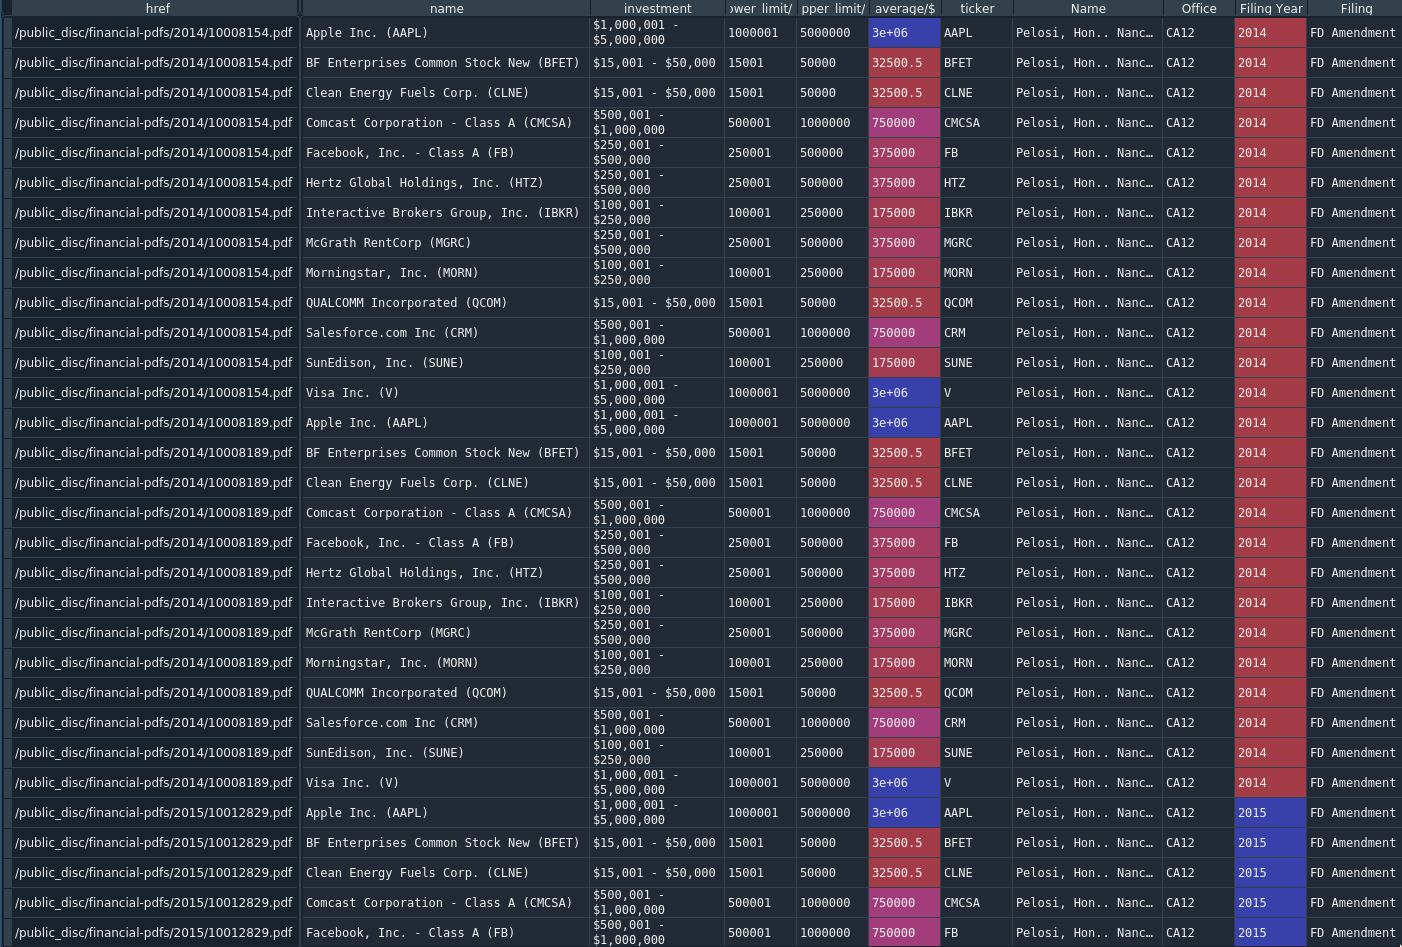 href name investment ower limit/ pper limit/ average/$ ticker Name Office Filing Year Filing
/public_disc/financial-pdfs/2014/10008154.pdf Apple Inc. (AAPL) $1,000,001 - $5,000,000 1000001 5000000 3e+06 AAPL Pelosi, Hon.. Nanc… CA12 2014 FD Amendment
/public_disc/financial-pdfs/2014/10008154.pdf BF Enterprises Common Stock New (BFET) $15,001 - $50,000 15001 50000 32500.5 BFET Pelosi, Hon.. Nanc… CA12 2014 FD Amendment
/public_disc/financial-pdfs/2014/10008154.pdf Clean Energy Fuels Corp. (CLNE) $15,001 - $50,000 15001 50000 32500.5 CLNE Pelosi, Hon.. Nanc… CA12 2014 FD Amendment
/public_disc/financial-pdfs/2014/10008154.pdf Comcast Corporation - Class A (CMCSA) $500,001 - $1,000,000 500001 1000000 750000 CMCSA Pelosi, Hon.. Nanc… CA12 2014 FD Amendment
/public_disc/financial-pdfs/2014/10008154.pdf Facebook, Inc. - Class A (FB) $250,001 - $500,000 250001 500000 375000 FB Pelosi, Hon.. Nanc… CA12 2014 FD Amendment
/public_disc/financial-pdfs/2014/10008154.pdf Hertz Global Holdings, Inc. (HTZ) $250,001 - $500,000 250001 500000 375000 HTZ Pelosi, Hon.. Nanc… CA12 2014 FD Amendment
/public_disc/financial-pdfs/2014/10008154.pdf Interactive Brokers Group, Inc. (IBKR) $100,001 - $250,000 100001 250000 175000 IBKR Pelosi, Hon.. Nanc… CA12 2014 FD Amendment
/public_disc/financial-pdfs/2014/10008154.pdf McGrath RentCorp (MGRC) $250,001 - $500,000 250001 500000 375000 MGRC Pelosi, Hon.. Nanc… CA12 2014 FD Amendment
/public_disc/financial-pdfs/2014/10008154.pdf Morningstar, Inc. (MORN) $100,001 - $250,000 100001 250000 175000 MORN Pelosi, Hon.. Nanc… CA12 2014 FD Amendment
/public_disc/financial-pdfs/2014/10008154.pdf QUALCOMM Incorporated (QCOM) $15,001 - $50,000 15001 50000 32500.5 QCOM Pelosi, Hon.. Nanc… CA12 2014 FD Amendment
/public_disc/financial-pdfs/2014/10008154.pdf Salesforce.com Inc (CRM) $500,001 - $1,000,000 500001 1000000 750000 CRM Pelosi, Hon.. Nanc… CA12 2014 FD Amendment
/public_disc/financial-pdfs/2014/10008154.pdf SunEdison, Inc. (SUNE) $100,001 - $250,000 100001 250000 175000 SUNE Pelosi, Hon.. Nanc… CA12 2014 FD Amendment
/public_disc/financial-pdfs/2014/10008154.pdf Visa Inc. (V) $1,000,001 - $5,000,000 1000001 5000000 3e+06 V Pelosi, Hon.. Nanc… CA12 2014 FD Amendment
/public_disc/financial-pdfs/2014/10008189.pdf Apple Inc. (AAPL) $1,000,001 - $5,000,000 1000001 5000000 3e+06 AAPL Pelosi, Hon.. Nanc… CA12 2014 FD Amendment
/public_disc/financial-pdfs/2014/10008189.pdf BF Enterprises Common Stock New (BFET) $15,001 - $50,000 15001 50000 32500.5 BFET Pelosi, Hon.. Nanc… CA12 2014 FD Amendment
/public_disc/financial-pdfs/2014/10008189.pdf Clean Energy Fuels Corp. (CLNE) $15,001 - $50,000 15001 50000 32500.5 CLNE Pelosi, Hon.. Nanc… CA12 2014 FD Amendment
/public_disc/financial-pdfs/2014/10008189.pdf Comcast Corporation - Class A (CMCSA) $500,001 - $1,000,000 500001 1000000 750000 CMCSA Pelosi, Hon.. Nanc… CA12 2014 FD Amendment
/public_disc/financial-pdfs/2014/10008189.pdf Facebook, Inc. - Class A (FB) $250,001 - $500,000 250001 500000 375000 FB Pelosi, Hon.. Nanc… CA12 2014 FD Amendment
/public_disc/financial-pdfs/2014/10008189.pdf Hertz Global Holdings, Inc. (HTZ) $250,001 - $500,000 250001 500000 375000 HTZ Pelosi, Hon.. Nanc… CA12 2014 FD Amendment
/public_disc/financial-pdfs/2014/10008189.pdf Interactive Brokers Group, Inc. (IBKR) $100,001 - $250,000 100001 250000 175000 IBKR Pelosi, Hon.. Nanc… CA12 2014 FD Amendment
/public_disc/financial-pdfs/2014/10008189.pdf McGrath RentCorp (MGRC) $250,001 - $500,000 250001 500000 375000 MGRC Pelosi, Hon.. Nanc… CA12 2014 FD Amendment
/public_disc/financial-pdfs/2014/10008189.pdf Morningstar, Inc. (MORN) $100,001 - $250,000 100001 250000 175000 MORN Pelosi, Hon.. Nanc… CA12 2014 FD Amendment
/public_disc/financial-pdfs/2014/10008189.pdf QUALCOMM Incorporated (QCOM) $15,001 - $50,000 15001 50000 32500.5 QCOM Pelosi, Hon.. Nanc… CA12 2014 FD Amendment
/public_disc/financial-pdfs/2014/10008189.pdf Salesforce.com Inc (CRM) $500,001 - $1,000,000 500001 1000000 750000 CRM Pelosi, Hon.. Nanc… CA12 2014 FD Amendment
/public_disc/financial-pdfs/2014/10008189.pdf SunEdison, Inc. (SUNE) $100,001 - $250,000 100001 250000 175000 SUNE Pelosi, Hon.. Nanc… CA12 2014 FD Amendment
/public_disc/financial-pdfs/2014/10008189.pdf Visa Inc. (V) $1,000,001 - $5,000,000 1000001 5000000 3e+06 V Pelosi, Hon.. Nanc… CA12 2014 FD Amendment
/public_disc/financial-pdfs/2015/10012829.pdf Apple Inc. (AAPL) $1,000,001 - $5,000,000 1000001 5000000 3e+06 AAPL Pelosi, Hon.. Nanc… CA12 2015 FD Amendment
/public_disc/financial-pdfs/2015/10012829.pdf BF Enterprises Common Stock New (BFET) $15,001 - $50,000 15001 50000 32500.5 BFET Pelosi, Hon.. Nanc… CA12 2015 FD Amendment
/public_disc/financial-pdfs/2015/10012829.pdf Clean Energy Fuels Corp. (CLNE) $15,001 - $50,000 15001 50000 32500.5 CLNE Pelosi, Hon.. Nanc… CA12 2015 FD Amendment
/public_disc/financial-pdfs/2015/10012829.pdf Comcast Corporation - Class A (CMCSA) $500,001 - $1,000,000 500001 1000000 750000 CMCSA Pelosi, Hon.. Nanc… CA12 2015 FD Amendment
/public_disc/financial-pdfs/2015/10012829.pdf Facebook, Inc. - Class A (FB) $500,001 - $1,000,000 500001 1000000 750000 FB Pelosi, Hon.. Nanc… CA12 2015 FD Amendment